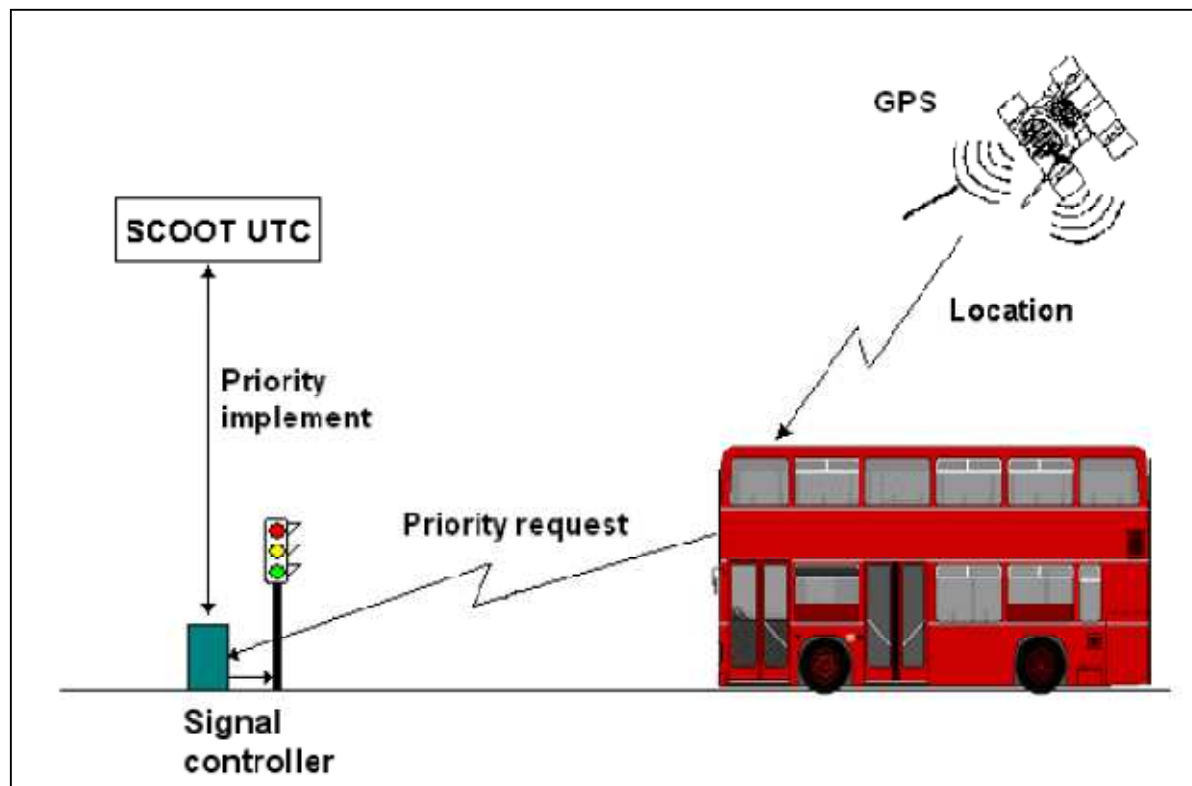 GPS
SCOOT UTC
Location
Priority
implement
Priority request
Signal
controller